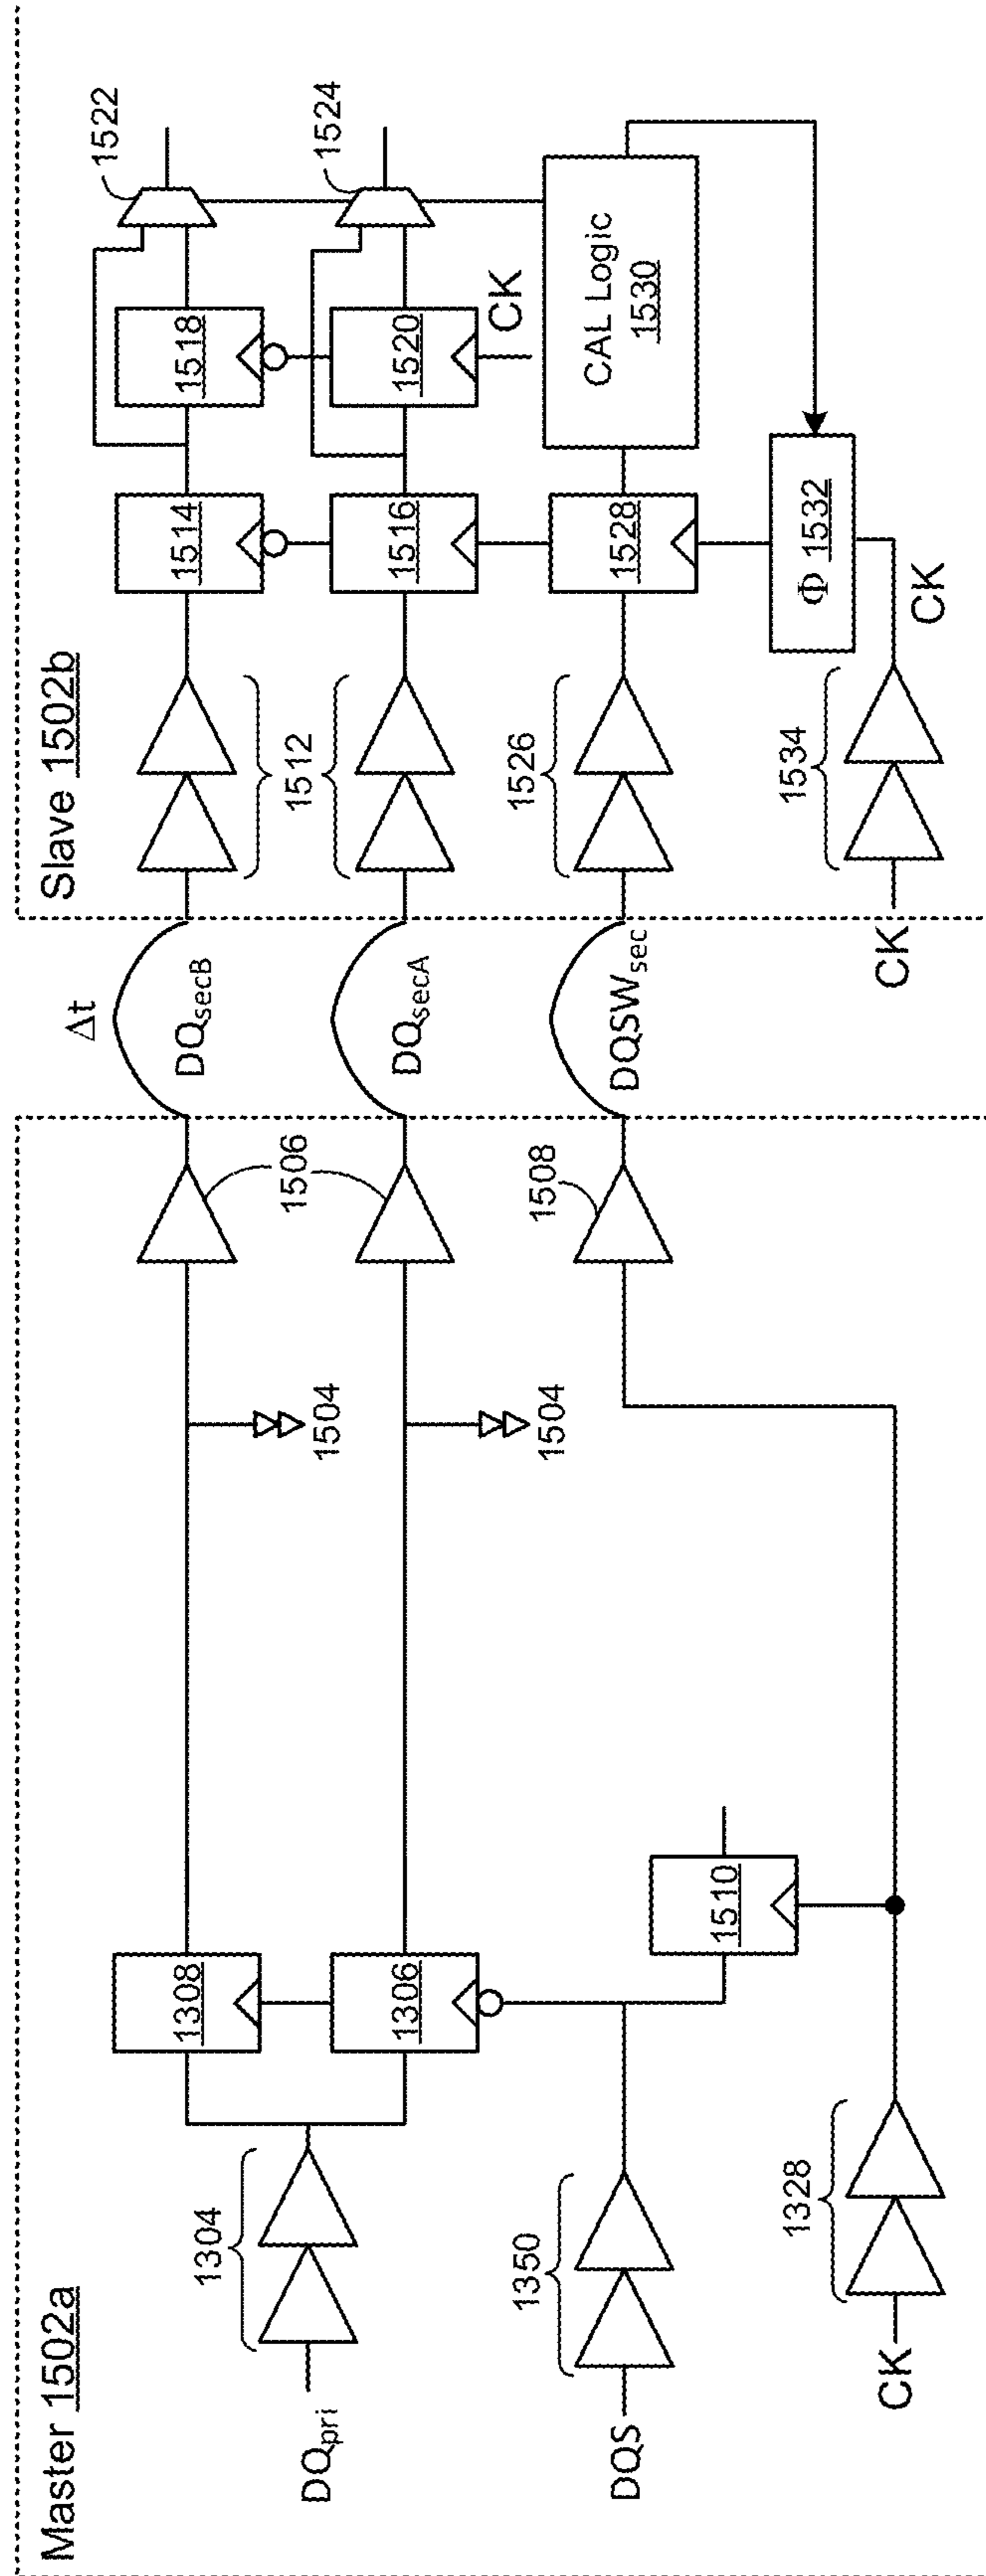 Master 1502a
DQpri
1304
1308
1306
DQS
1350
1510
CK
1328
1504
1504
1506
1508
Δt
DQsecB
DQsecA
DQSWsec
CK
Slave 1502b
1512
1526
1534
1514
1516
1528
Φ 1532
CK
1518
1520
CK
CAL Logic
1530
1522
1524